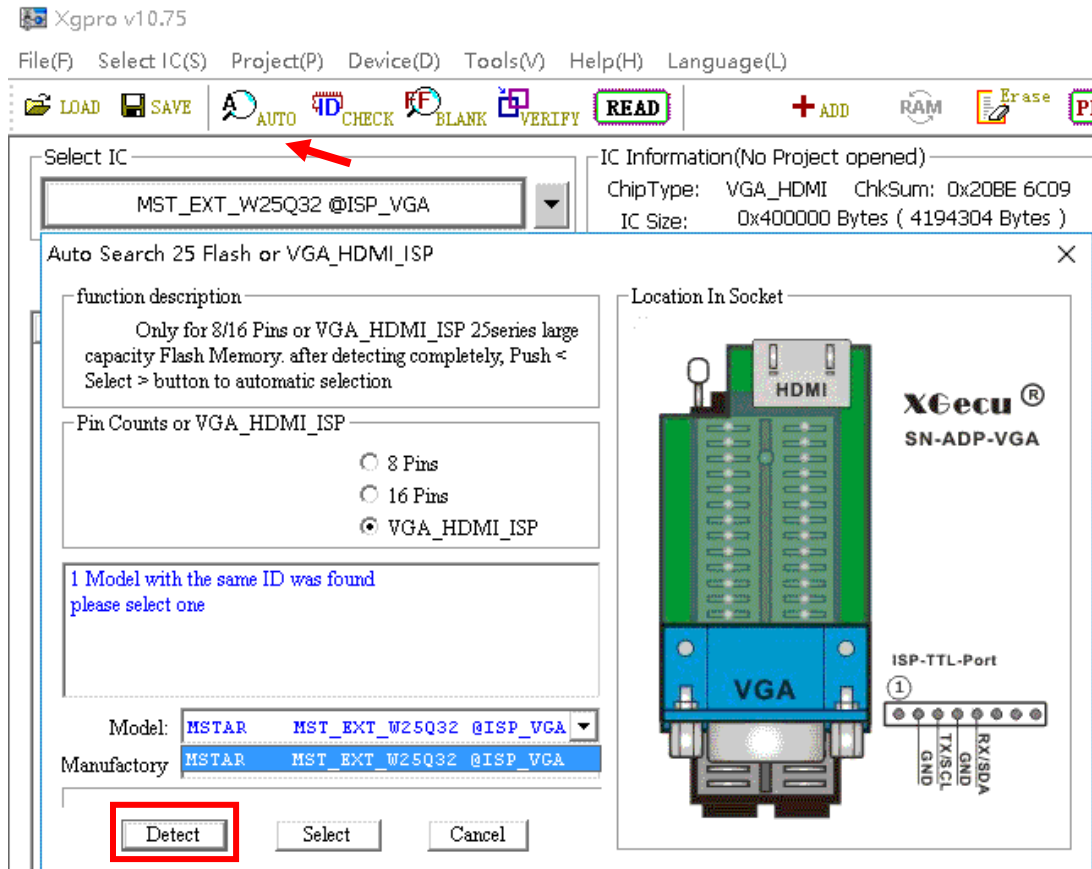 Xgpro v10.75
File(F) Select IC(S) Project(P) Device(D) Tools(V) Help(H) Language(L)
LOAD SAVE AUTO CHECK BLANK VERIFY READ ADD RAM Erase
Select IC
MST_EXT_W25Q32 @ISP_VGA
IC Information(No Project opened)
ChipType: VGA_HDMI ChkSum: 0x20BE 6C09
IC Size: 0x400000 Bytes ( 4194304 Bytes )
Auto Search 25 Flash or VGA_HDMI_ISP
function description
Only for 8/16 Pins or VGA_HDMI_ISP 25series large
capacity Flash Memory. after detecting completely, Push <
Select > button to automatic selection
Pin Counts or VGA_HDMI_ISP
8 Pins
16 Pins
VGA_HDMI_ISP
1 Model with the same ID was found
please select one
Model: MSTAR MST_EXT_W25Q32 @ISP_VGA
Manufactory MSTAR MST_EXT_W25Q32 @ISP_VGA
Detect Select Cancel
Location In Socket
HDMI
XGecu ®
SN-ADP-VGA
VGA
ISP-TTL-Port
1
GND
TX/SCL
GND
RX/SDA